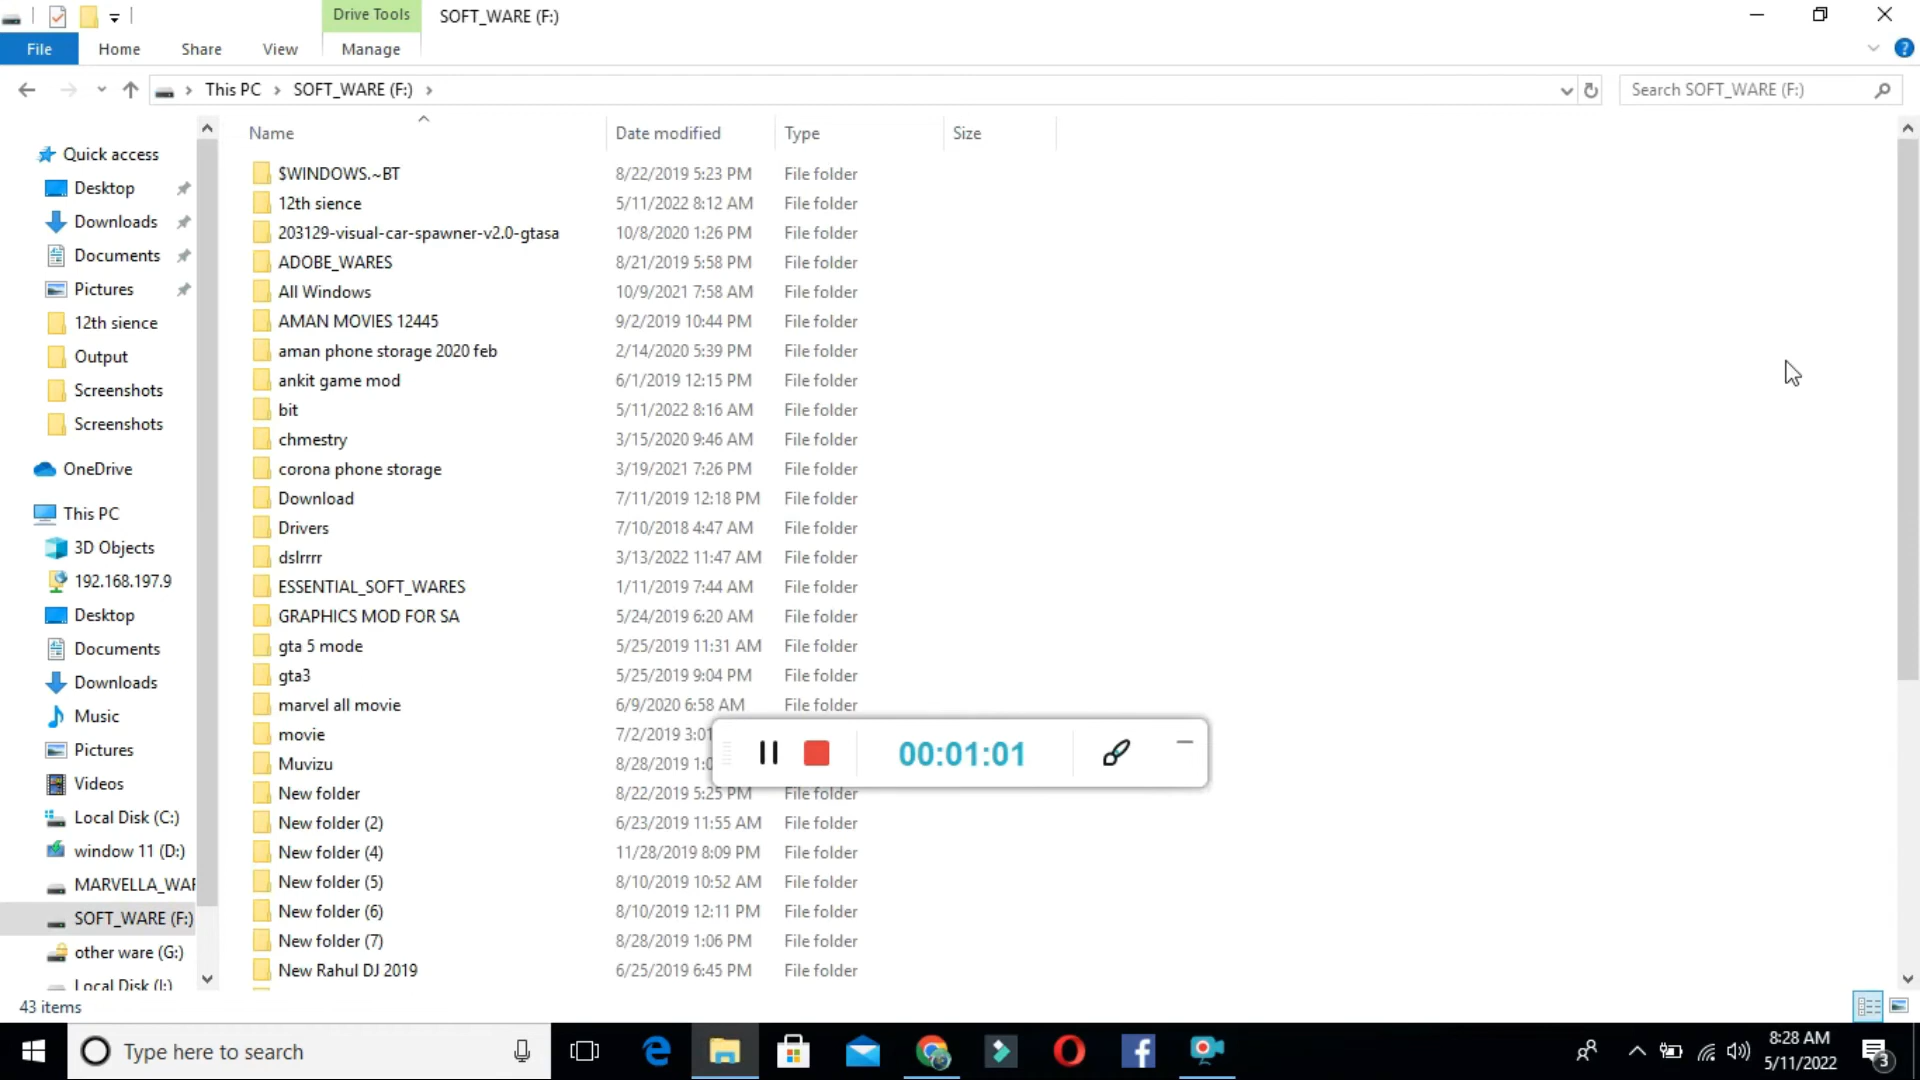 Drive Tools SOFT_WARE (F:)
File Home Share View Manage
This PC SOFT_WARE (F:) Search SOFT_WARE (F:)
Name Date modified Type Size
Quick access
Desktop
Downloads
Documents
Pictures
12th sience
Output
Screenshots
Screenshots
OneDrive
This PC
3D Objects
192.168.197.9
Desktop
Documents
Downloads
Music
Pictures
Videos
Local Disk (C:)
window 11 (D:)
MARVELLA_WAR
SOFT_WARE (F:)
other ware (G:)
Local Disk (I:)
$WINDOWS.~BT 8/22/2019 5:23 PM File folder
12th sience 5/11/2022 8:12 AM File folder
203129-visual-car-spawner-v2.0-gtasa 10/8/2020 1:26 PM File folder
ADOBE_WARES 8/21/2019 5:58 PM File folder
All Windows 10/9/2021 7:58 AM File folder
AMAN MOVIES 12445 9/2/2019 10:44 PM File folder
aman phone storage 2020 feb 2/14/2020 5:39 PM File folder
ankit game mod 6/1/2019 12:15 PM File folder
bit 5/11/2022 8:16 AM File folder
chmestry 3/15/2020 9:46 AM File folder
corona phone storage 3/19/2021 7:26 PM File folder
Download 7/11/2019 12:18 PM File folder
Drivers 7/10/2018 4:47 AM File folder
dslrrrr 3/13/2022 11:47 AM File folder
ESSENTIAL_SOFT_WARES 1/11/2019 7:44 AM File folder
GRAPHICS MOD FOR SA 5/24/2019 6:20 AM File folder
gta 5 mode 5/25/2019 11:31 AM File folder
gta3 5/25/2019 9:04 PM File folder
marvel all movie 6/9/2020 6:58 AM File folder
movie 7/2/2019 3:01
Muvizu 8/28/2019 1:0
00:01:01
New folder 8/22/2019 5:25 PM File folder
New folder (2) 6/23/2019 11:55 AM File folder
New folder (4) 11/28/2019 8:09 PM File folder
New folder (5) 8/10/2019 10:52 AM File folder
New folder (6) 8/10/2019 12:11 PM File folder
New folder (7) 8/28/2019 1:06 PM File folder
New Rahul DJ 2019 6/25/2019 6:45 PM File folder
43 items
Type here to search
8:28 AM
5/11/2022
3